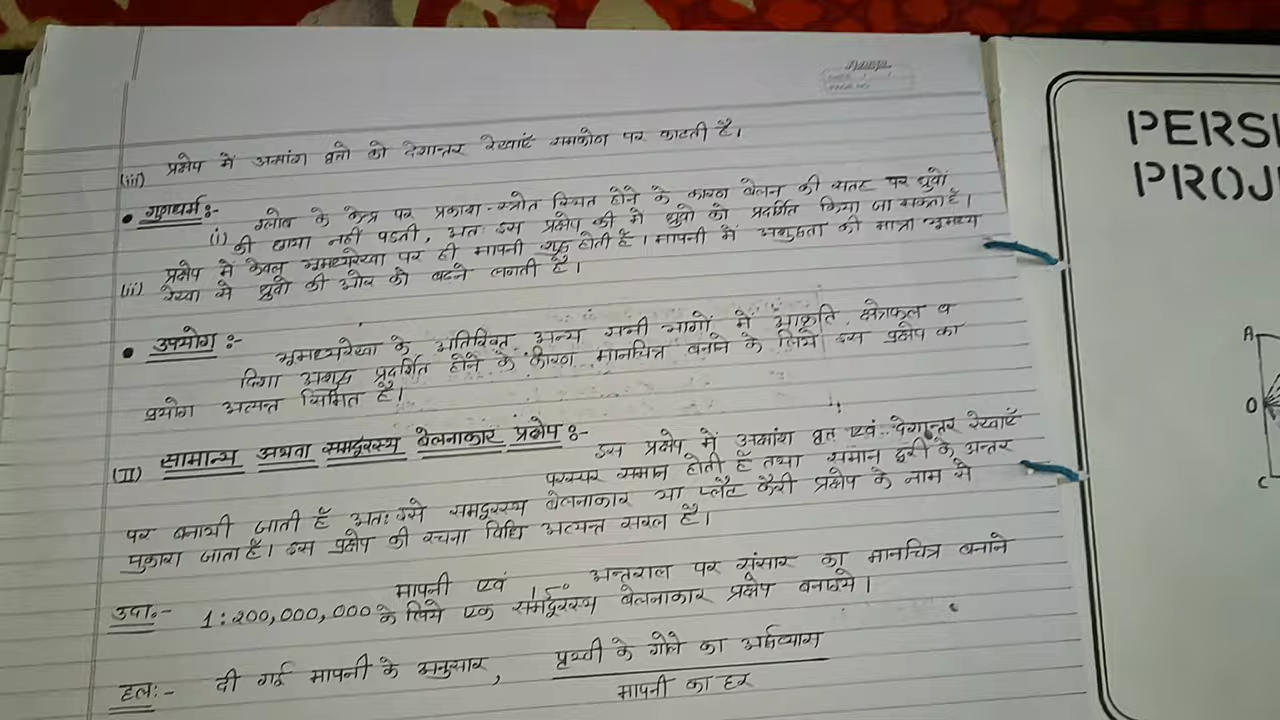 (iii) प्रक्षेप में अक्षांश वृत्तो को देशान्तर रेखाएँ समकोण पर काटती है।
• गुणधर्म:-
(i) ग्लोब के केन्द्र पर प्रकाश-स्त्रोत स्थित होने के कारण बेलन की सतह पर ध्रुवों
की छाया नहीं पडती, अतः इस प्रक्षेप की में ध्रुवो को प्रदर्शित किया जा सकता है।
(ii) प्रक्षेप में केवल भूमध्यरेखा पर ही मापनी शुद्ध होती है। मापनी में अशुद्धता की मात्रा भूमध्य
रेखा से ध्रुवो की ओर को बढने लगती है।
• उपयोग:-
भूमध्यरेखा के अतिरिक्त अन्य सभी भागों में आकृति, क्षेत्रफल व
दिशा अशुद्ध प्रदर्शित होने के कारण मानचित्र बनाने के लिये इस प्रक्षेप का
प्रयोग अत्यन्त सिमित है।
(II) सामान्य अथवा समदूरस्थ बेलनाकार प्रक्षेप:- इस प्रक्षेप में अक्षांश वृत एवं देशान्तर रेखाएँ
परस्पर समान होती हैं तथा समान दूरी के अन्तर
पर बनायी जाती हैं अतः इसे समदूरस्थ बेलनाकार या प्लैट कैरी प्रक्षेप के नाम से
पुकारा जाता है। इस प्रक्षेप की रचना विधि अत्यन्त सरल है।
उदा०:- मापनी एवं 15° अन्तराल पर संसार का मानचित्र बनाने
1:200,000,000 के लिये एक समदूरस्थ बेलनाकार प्रक्षेप बनाइये।
हल:- दी गई मापनी के अनुसार, पृथ्वी के गोले का अर्धव्यास
मापनी का हर
PERS
PROJ
A
O
C